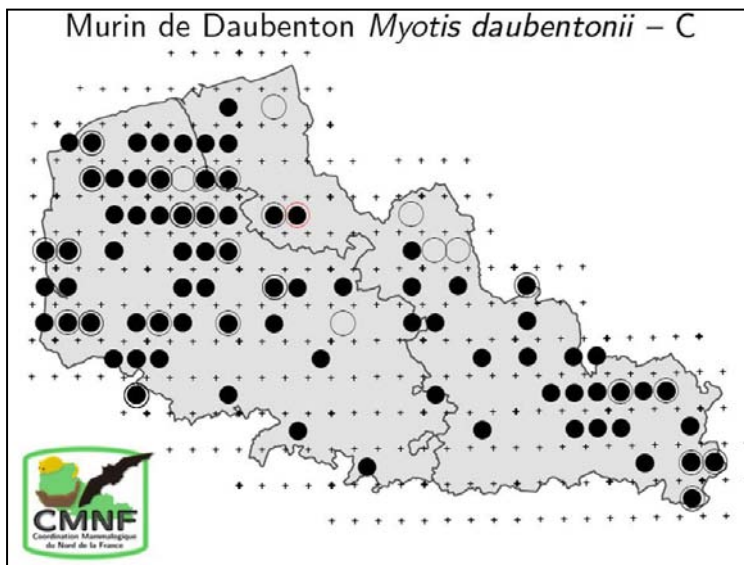 Murin de Daubenton Myotis daubentonii – C
CMNF
Coordination Mammalogique
du Nord de la France